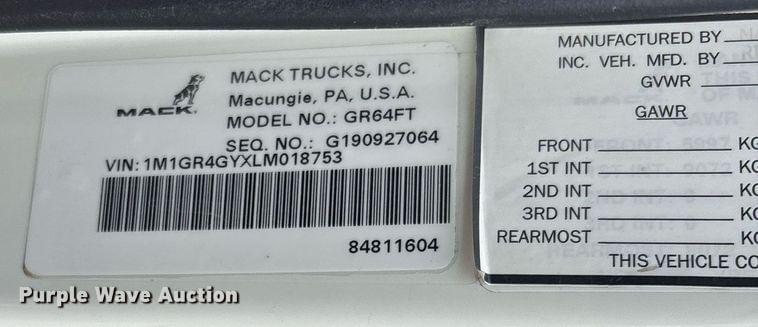 MACK
MACK TRUCKS, INC.
Macungie, PA, U.S.A.
MODEL NO.: GR64FT
SEQ. NO.: G190927064
VIN: 1M1GR4GYXLM018753
84811604
MANUFACTURED BY
INC. VEH. MFD. BY
GVWR
GAWR
FRONT KG
1ST INT KG
2ND INT KG
3RD INT KG
REARMOST KG
THIS VEHICLE CO
Purple Wave Auction